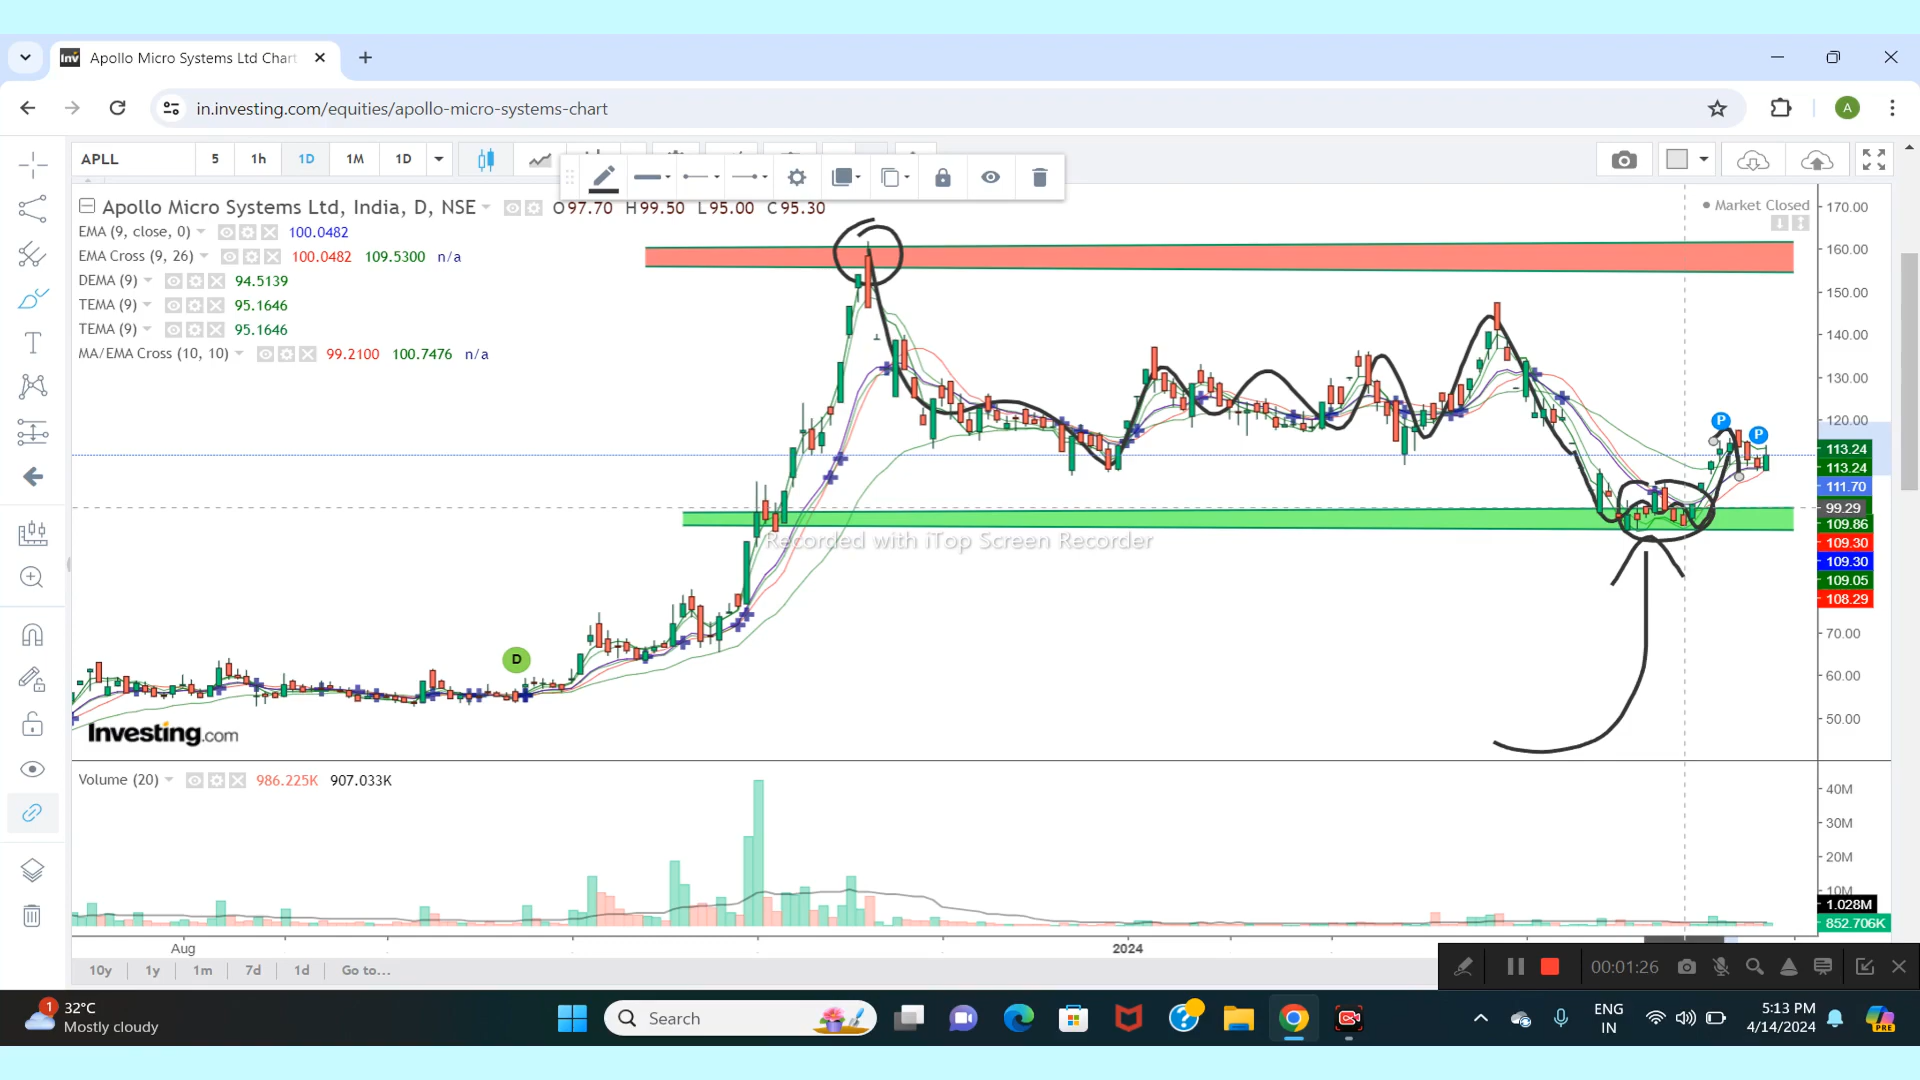 Apollo Micro Systems Ltd Chart
in.investing.com/equities/apollo-micro-systems-chart
A
APLL 5 1h 1D 1M 1D
Apollo Micro Systems Ltd, India, D, NSE O97.70 H99.50 L95.00 C95.30
Market Closed
EMA (9, close, 0) 100.0482
EMA Cross (9, 26) 100.0482 109.5300 n/a
DEMA (9) 94.5139
TEMA (9) 95.1646
TEMA (9) 95.1646
MA/EMA Cross (10, 10) 99.2100 100.7476 n/a
170.00
160.00
150.00
140.00
130.00
120.00
P
P
113.24
113.24
111.70
99.29
109.86
109.30
109.30
109.05
108.29
70.00
60.00
50.00
Recorded with iTop Screen Recorder
D
Investing.com
Volume (20) 986.225K 907.033K
40M
30M
20M
10M
1.028M
852.706K
Aug 2024
10y 1y 1m 7d 1d Go to...
00:01:26
1
32°C
Mostly cloudy
Search
ENG
IN
5:13 PM
4/14/2024
PRE